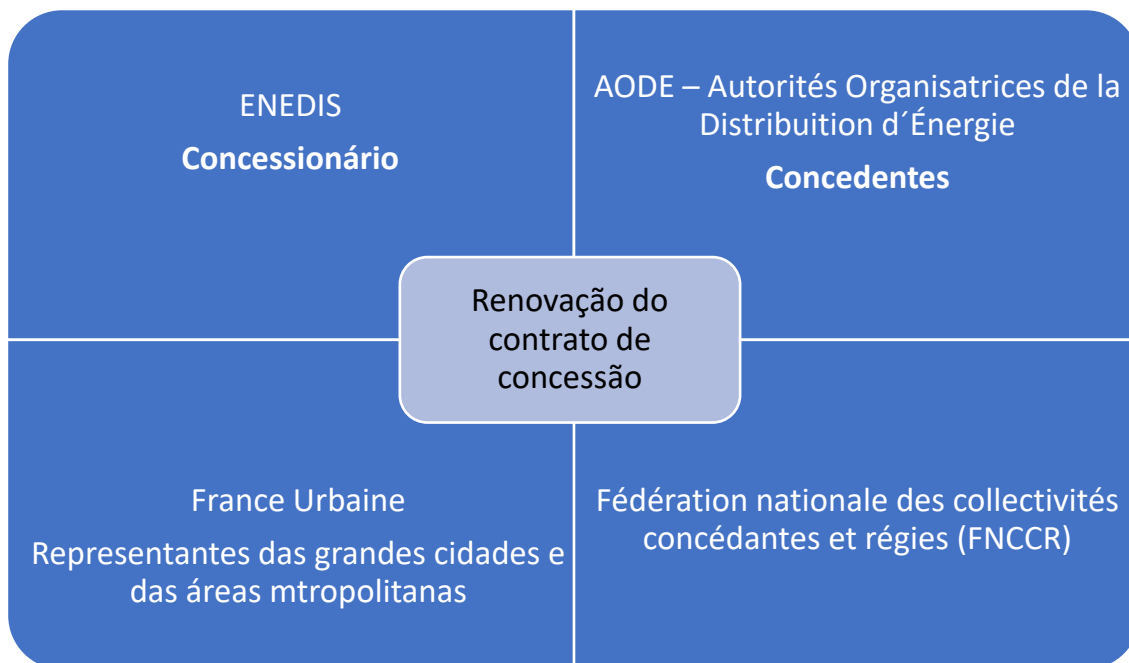 ENEDIS
Concessionário
AODE – Autorités Organisatrices de la
Distribuition d´Énergie
Concedentes
Renovação do
contrato de
concessão
France Urbaine
Representantes das grandes cidades e
das áreas mtropolitanas
Fédération nationale des collectivités
concédantes et régies (FNCCR)